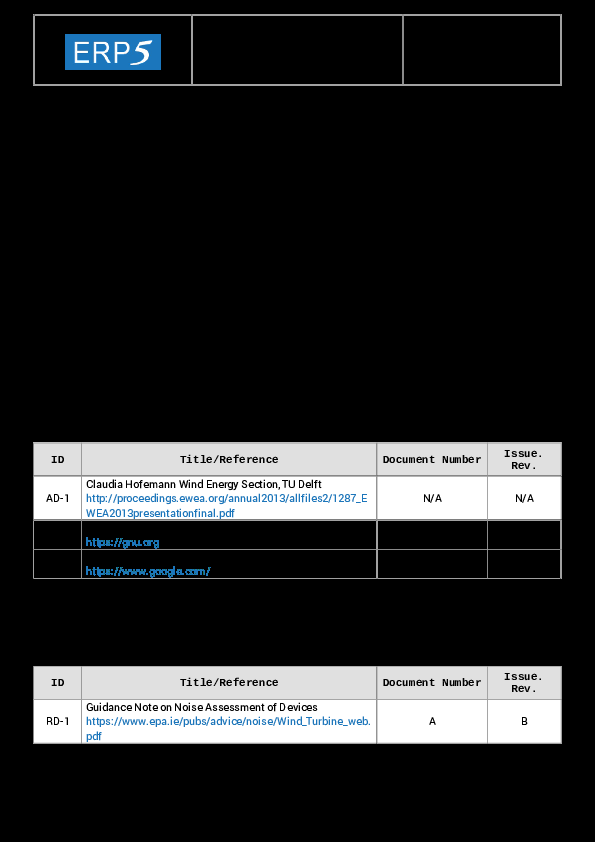 ERP5
ID Title/Reference Document Number Issue.
Rev.
AD-1 Claudia Hofemann Wind Energy Section, TU Delft
http://proceedings.ewea.org/annual2013/allfiles2/1287_E
WEA2013presentationfinal.pdf
N/A N/A
https://gnu.org
https://www.google.com/
ID Title/Reference Document Number Issue.
Rev.
RD-1 Guidance Note on Noise Assessment of Devices
https://www.epa.ie/pubs/advice/noise/Wind_Turbine_web.
pdf
A B